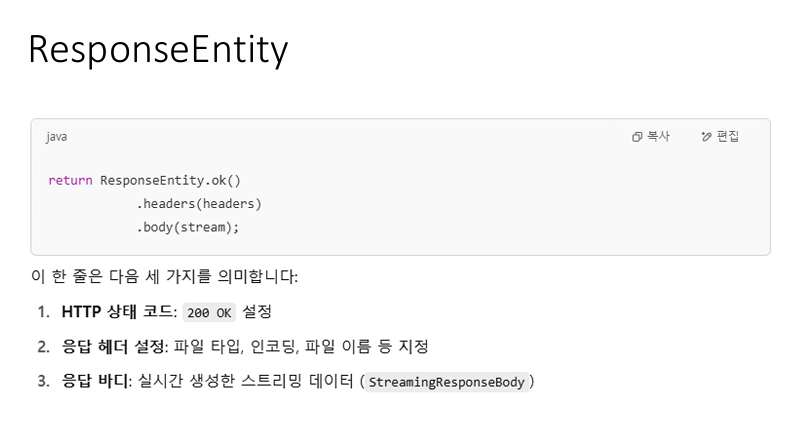 ResponseEntity
java 복사 편집
return ResponseEntity.ok()
.headers(headers)
.body(stream);
이 한 줄은 다음 세 가지를 의미합니다:
1. HTTP 상태 코드: 200 OK 설정
2. 응답 헤더 설정: 파일 타입, 인코딩, 파일 이름 등 지정
3. 응답 바디: 실시간 생성한 스트리밍 데이터 (StreamingResponseBody)